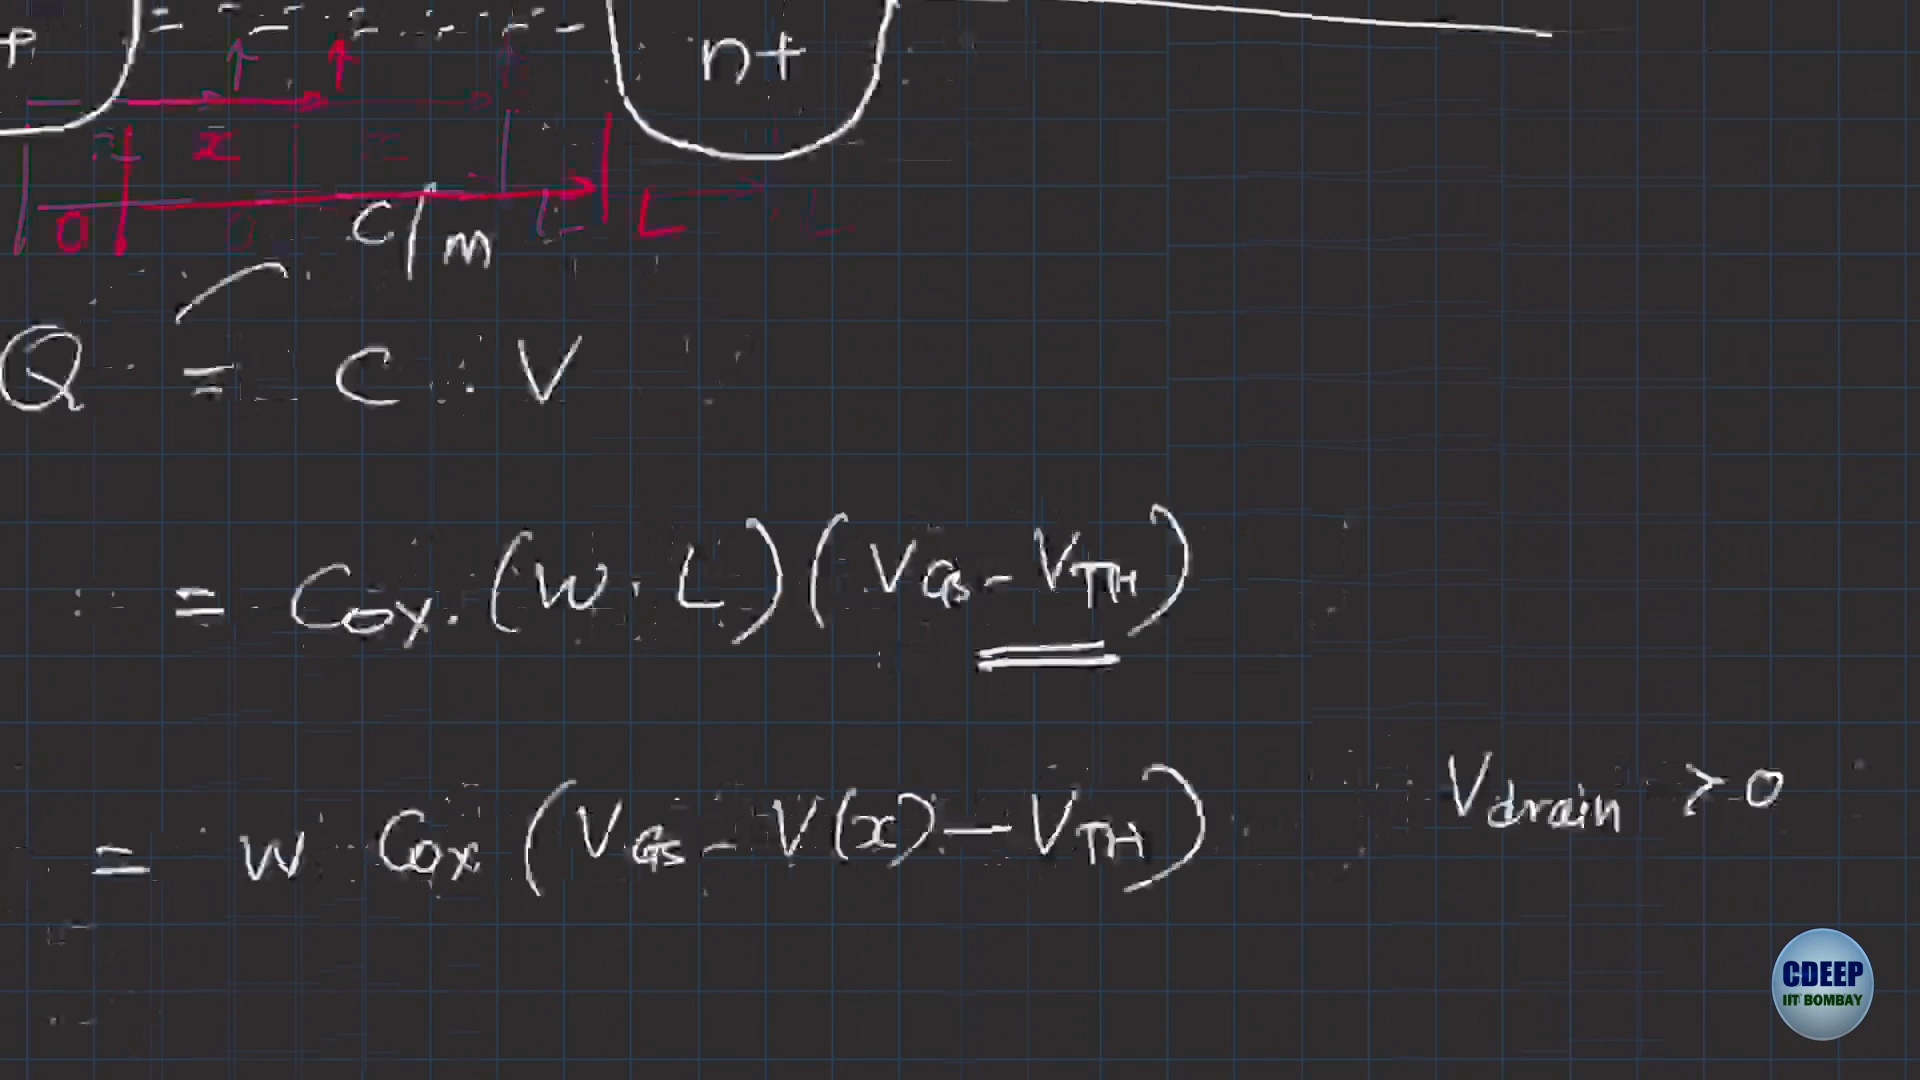 n+
x
0 C/m L
Q = C . V
= Cox. (W . L) (VGS - VTH)
= W Cox (VGS - V(x) - VTH) Vdrain > 0
CDEEP
IIT BOMBAY